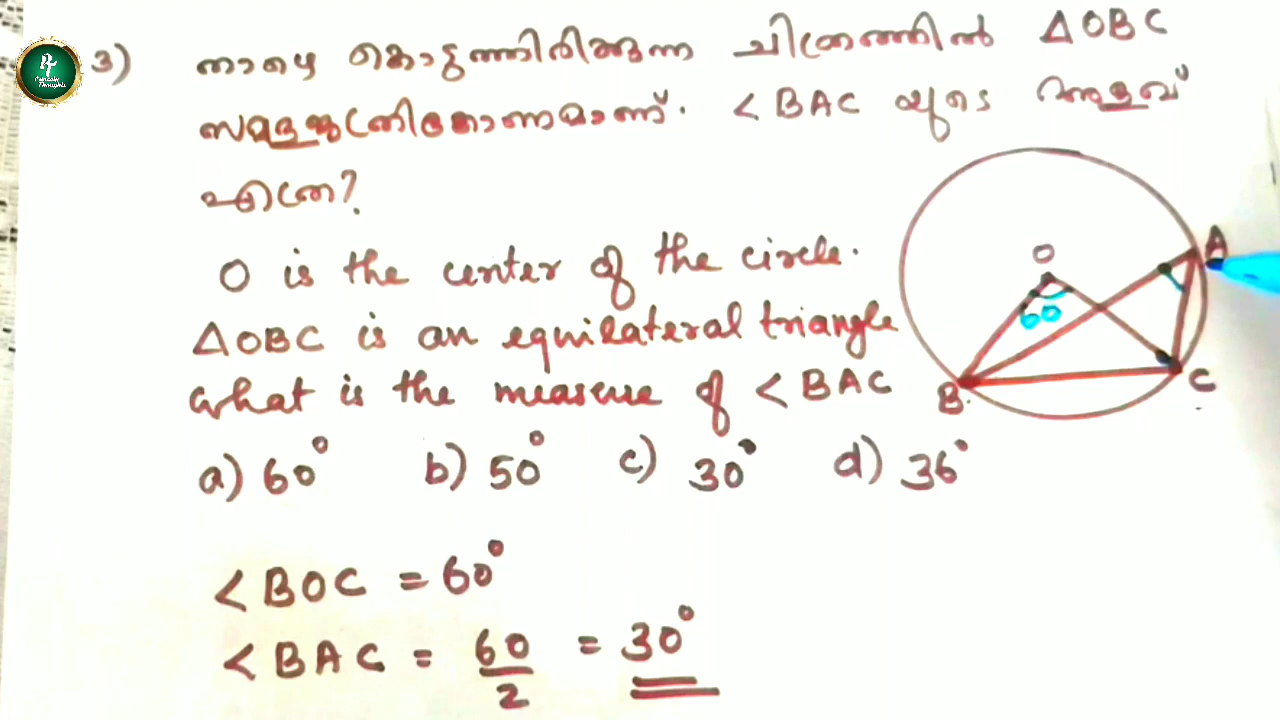 3) താഴെ കൊടുത്തിരിക്കുന്ന ചിത്രത്തിൽ ΔOBC
സമഭുജത്രികോണമാണ്. <BAC യുടെ അളവ്
എത്ര?
O is the center of the circle.
ΔOBC is an equilateral triangle
what is the measure of <BAC
a) 60° b) 50° c) 30° d) 36°
<BOC = 60°
<BAC = 60/2 = 30°
O
A
60
B
C